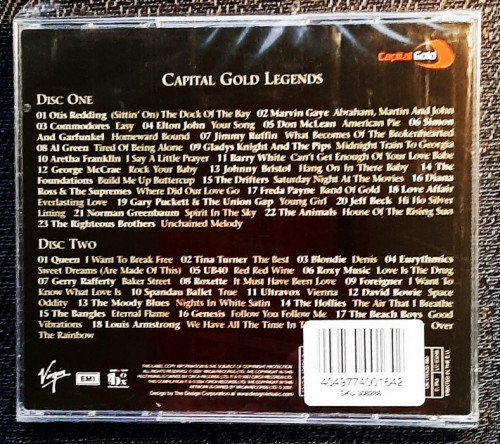 Capital Gold
CAPITAL GOLD LEGENDS
DISC ONE
01 Otis Redding (Sittin' On) The Dock Of The Bay 02 Marvin Gaye Abraham, Martin And John
03 Commodores Easy 04 Elton John Your Song 05 Don McLean American Pie 06 Simon
And Garfunkel Homeward Bound 07 Jimmy Ruffin What Becomes Of The Brokenhearted
08 Al Green Tired Of Being Alone 09 Gladys Knight And The Pips Midnight Train To Georgia
10 Aretha Franklin I Say A Little Prayer 11 Barry White Can't Get Enough Of Your Love Babe
12 George McCrae Rock Your Baby 13 Johnny Bristol Hang On In There Baby 14 The
Foundations Build Me Up Buttercup 15 The Drifters Saturday Night At The Movies 16 Diana
Ross & The Supremes Where Did Our Love Go 17 Freda Payne Band Of Gold 18 Love Affair
Everlasting Love 19 Gary Puckett & The Union Gap Young Girl 20 Jeff Beck Hi Ho Silver
Lining 21 Norman Greenbaum Spirit In The Sky 22 The Animals House Of The Rising Sun
23 The Righteous Brothers Unchained Melody
DISC TWO
01 Queen I Want To Break Free 02 Tina Turner The Best 03 Blondie Denis 04 Eurythmics
Sweet Dreams (Are Made Of This) 05 UB40 Red Red Wine 06 Roxy Music Love Is The Drug
07 Gerry Rafferty Baker Street 08 Roxette It Must Have Been Love 09 Foreigner I Want To
Know What Love Is 10 Spandau Ballet True 11 Ultravox Vienna 12 David Bowie Space
Oddity 13 The Moody Blues Nights In White Satin 14 The Hollies The Air That I Breathe
15 The Bangles Eternal Flame 16 Genesis Follow You Follow Me 17 The Beach Boys Good
Vibrations 18 Louis Armstrong We Have All The Time In Over
The Rainbow
Virgin EMI
4049774001642
Design by The Design Corporation at www.designinmusic.com